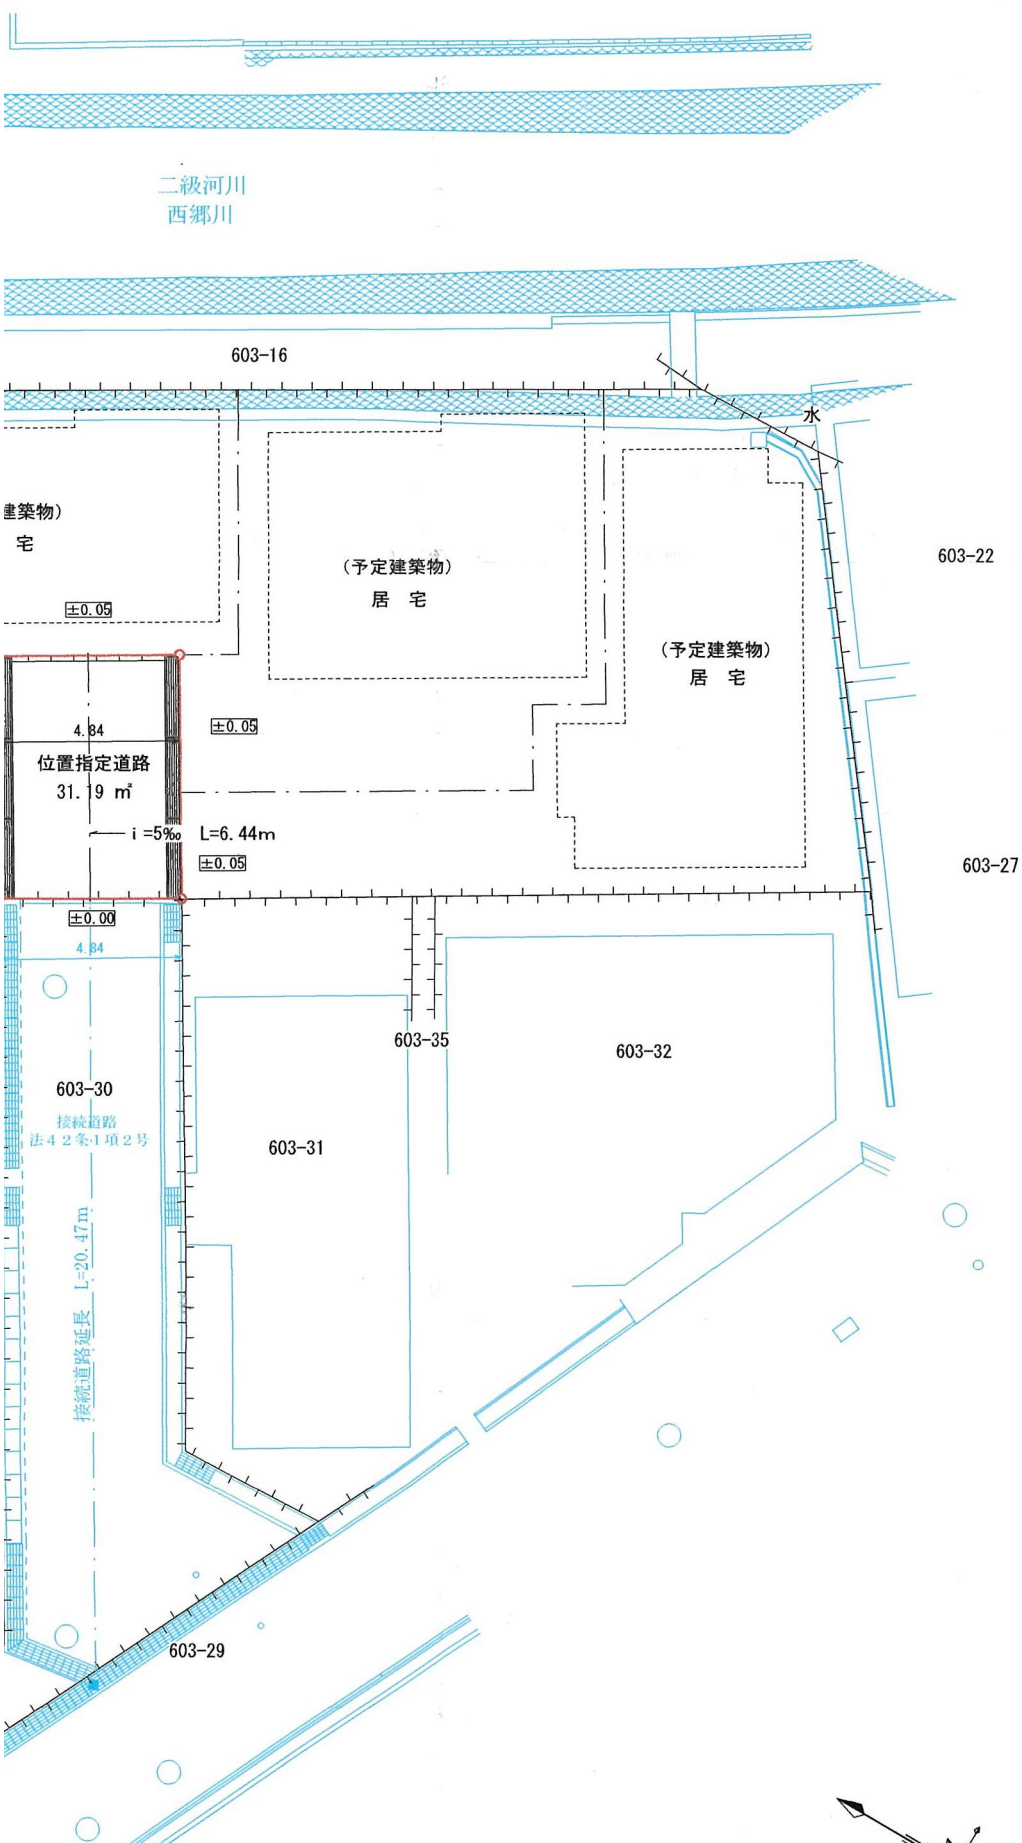 二級河川
西郷川
603-16
水
建築物)
宅
(予定建築物)
居 宅
603-22
±0.05
(予定建築物)
居 宅
±0.05
4.84
位置指定道路
31.19 ㎡
i=5‰ L=6.44m
±0.05
603-27
±0.00
4.84
603-35
603-32
603-30
接続道路
法42条1項2号
603-31
接続道路延長 L=20.47m
603-29